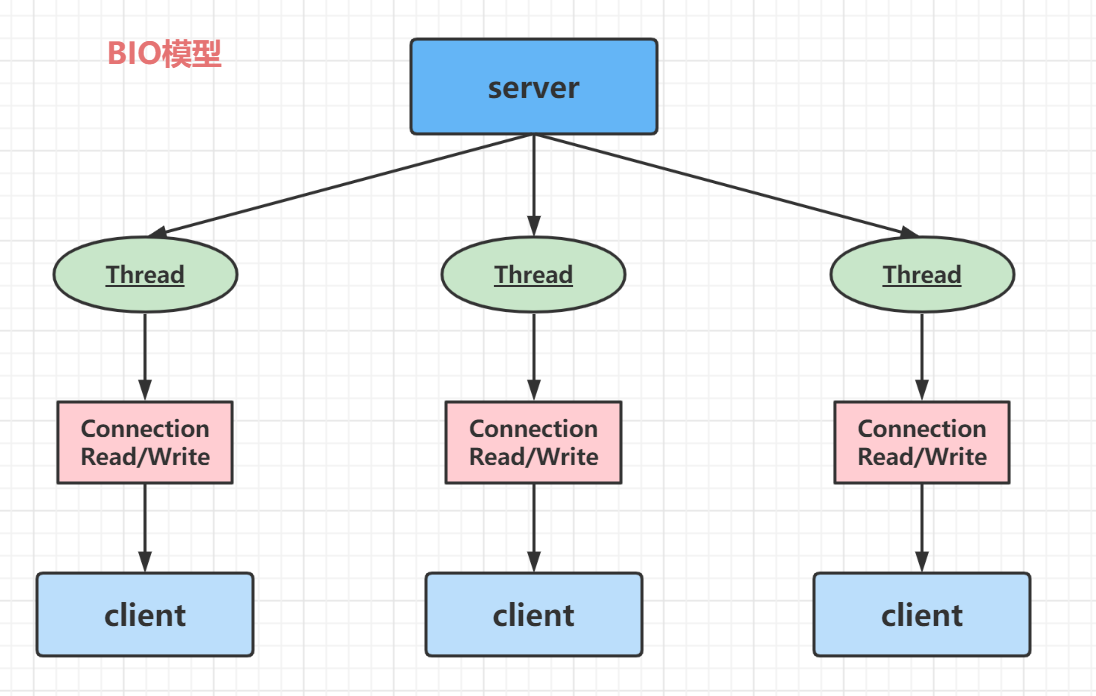 BIO模型
server
Thread
Thread
Thread
Connection
Read/Write
Connection
Read/Write
Connection
Read/Write
client
client
client